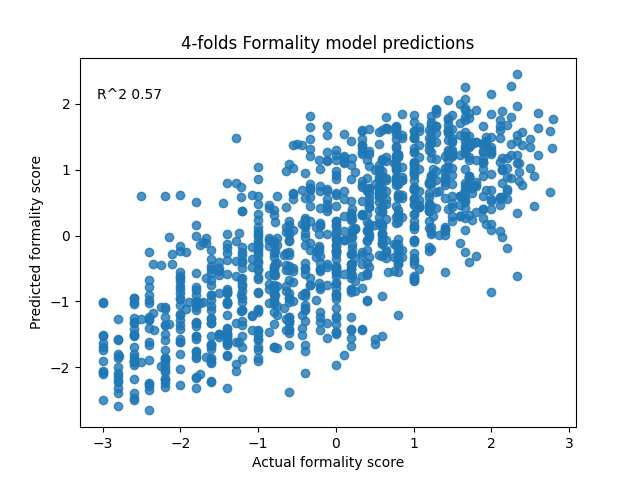 4-folds Formality model predictions
R^2 0.57
2
1
0
−1
−2
Predicted formality score
−3 −2 −1 0 1 2 3
Actual formality score